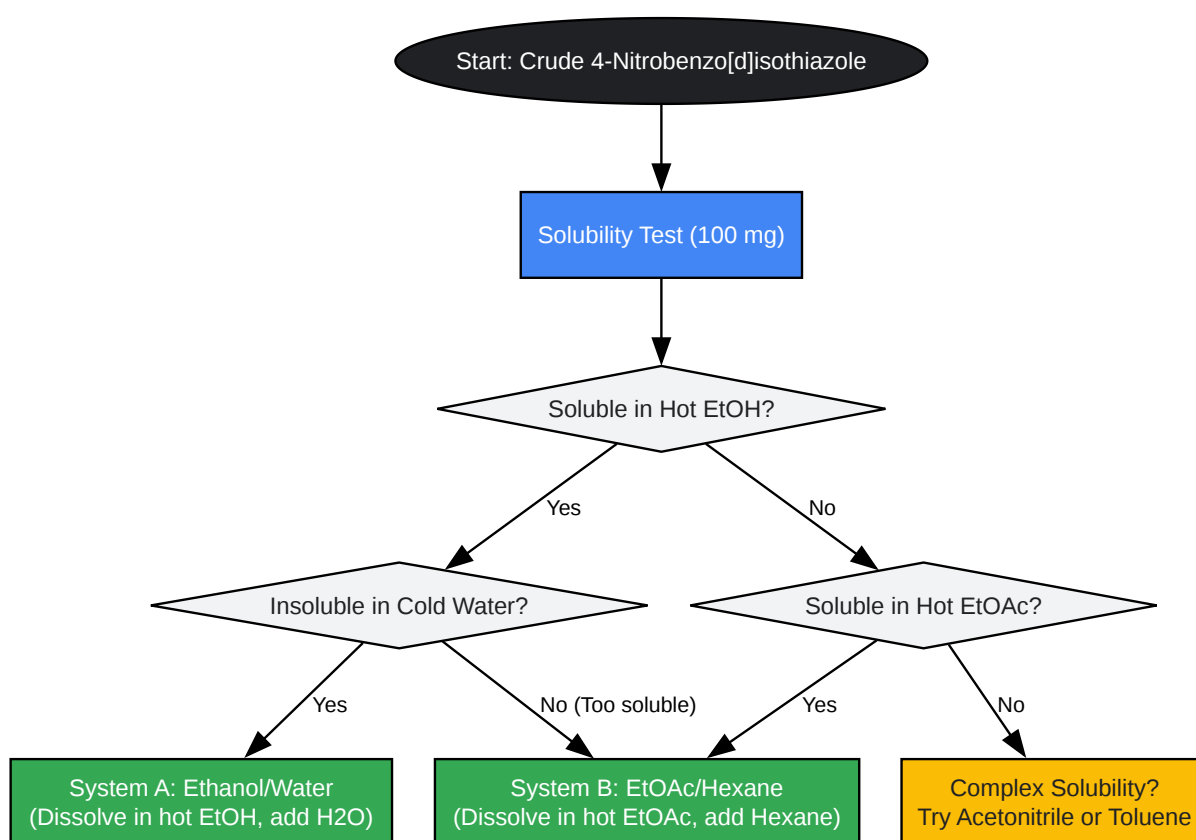 Start: Crude 4-Nitrobenzo[d]isothiazole
Solubility Test (100 mg)
Soluble in Hot EtOH?
Yes
No
Insoluble in Cold Water?
Soluble in Hot EtOAc?
Yes
No (Too soluble)
Yes
No
System A: Ethanol/Water
(Dissolve in hot EtOH, add H2O)
System B: EtOAc/Hexane
(Dissolve in hot EtOAc, add Hexane)
Complex Solubility?
Try Acetonitrile or Toluene